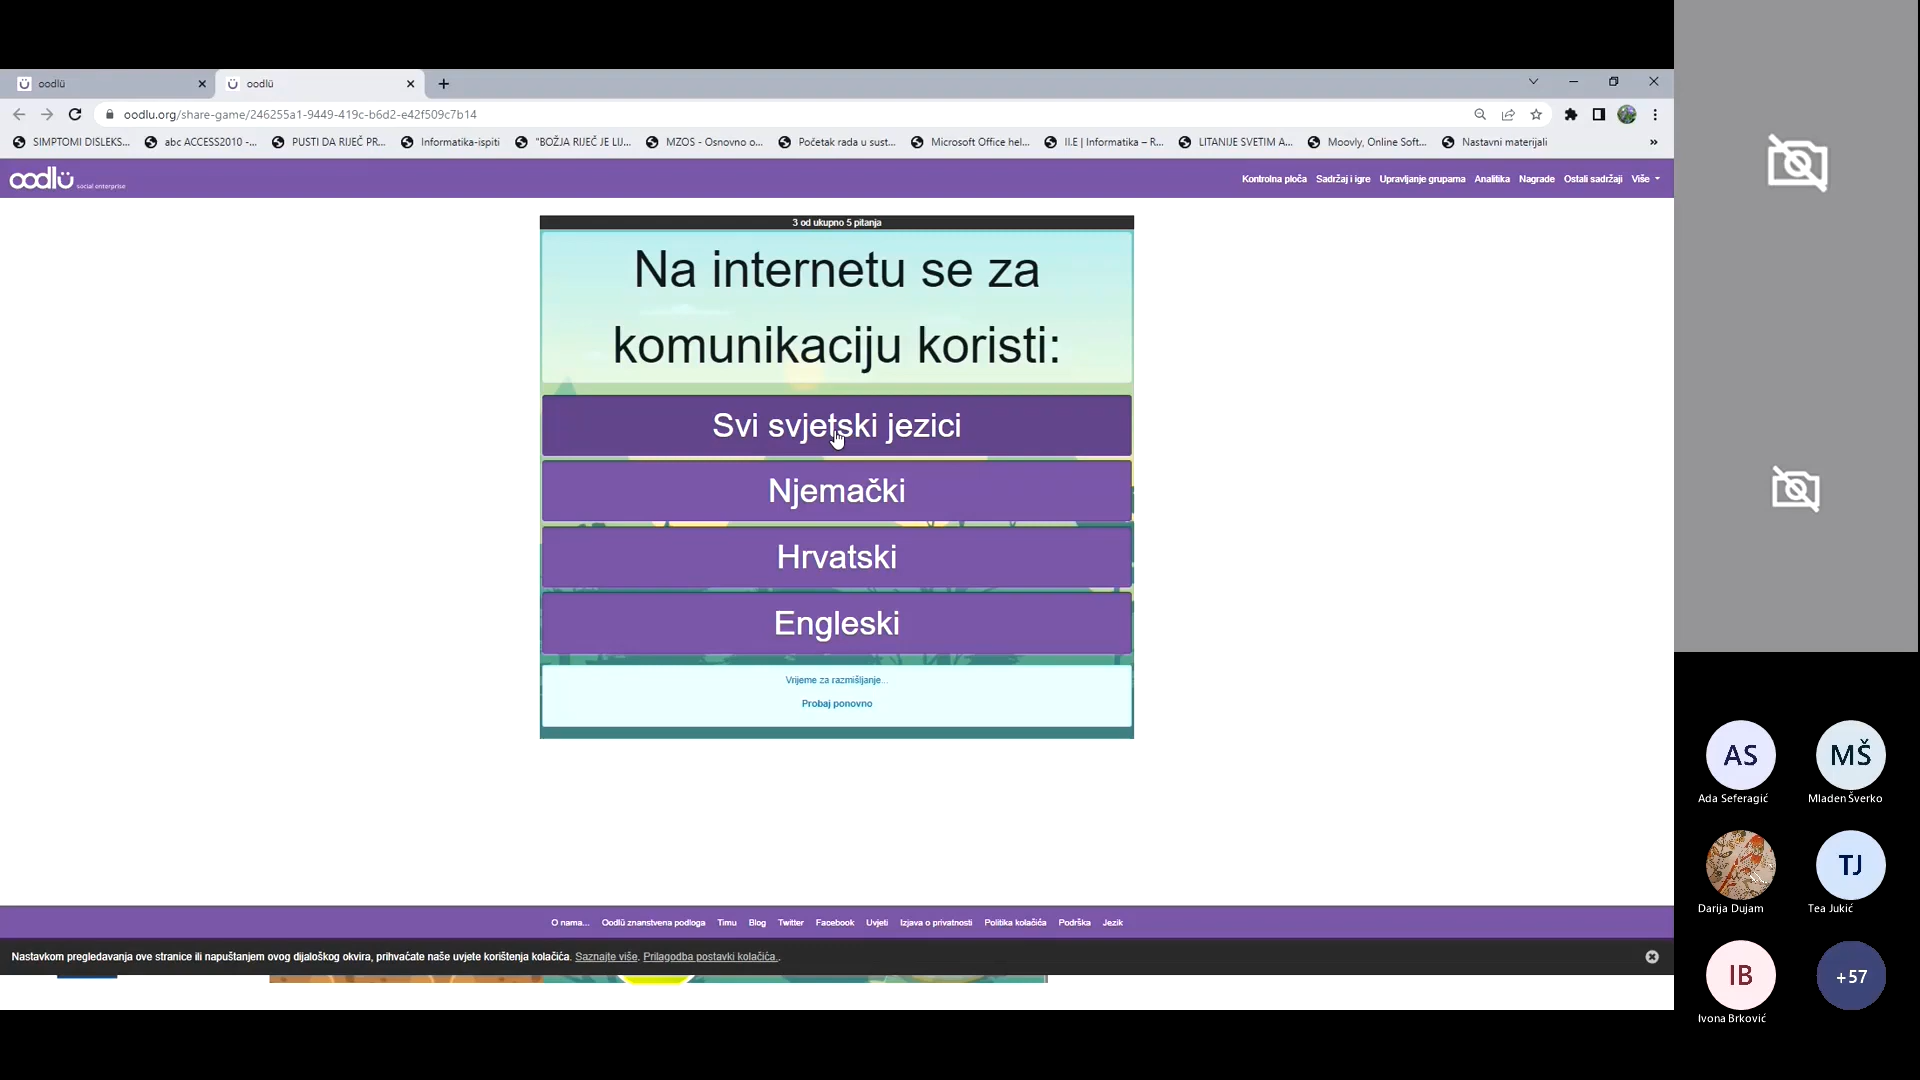 oodlü
oodlü
oodlu.org/share-game/246255a1-9449-419c-b6d2-e42f509c7b14
SIMPTOMI DISLEKS...
abc ACCESS2010 -...
PUSTI DA RIJEČ PR...
Informatika-ispiti
"BOŽJA RIJEČ JE LIJ...
MZOS - Osnovno o...
Početak rada u sust...
Microsoft Office hel...
II.E | Informatika – R...
LITANIJE SVETIM A...
Moovly, Online Soft...
Nastavni materijali
»
oodlü social enterprise
Kontrolna ploča
Sadržaj i igre
Upravljanje grupama
Analitika
Nagrade
Ostali sadržaji
Više
3 od ukupno 5 pitanja
Na internetu se za
komunikaciju koristi:
Svi svjetski jezici
Njemački
Hrvatski
Engleski
Vrijeme za razmišljanje...
Probaj ponovno
O nama...
Oodlü znanstvena podloga
Timu
Blog
Twitter
Facebook
Uvjeti
Izjava o privatnosti
Politika kolačića
Podrška
Jezik
Nastavkom pregledavanja ove stranice ili napuštanjem ovog dijaloškog okvira, prihvaćate naše uvjete korištenja kolačića. Saznajte više. Prilagodba postavki kolačića..
AS
Ada Seferagić
MŠ
Mladen Šverko
Darija Dujam
TJ
Tea Jukić
IB
Ivona Brković
+57